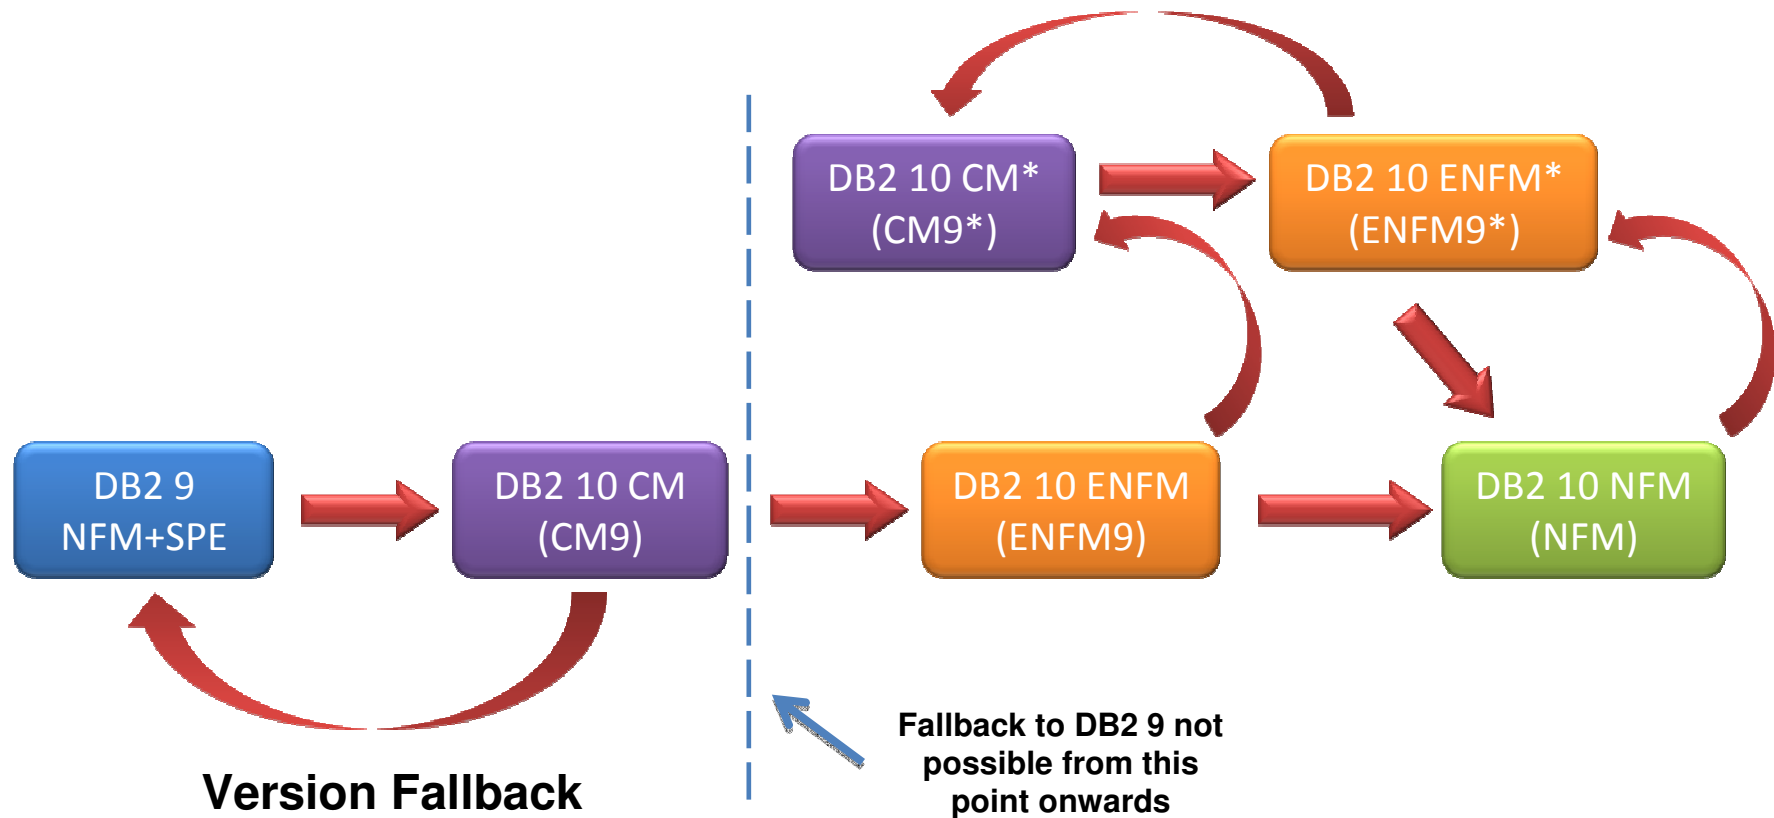 DB2 10 CM*
(CM9*)
DB2 10 ENFM*
(ENFM9*)
DB2 9
NFM+SPE
DB2 10 CM
(CM9)
DB2 10 ENFM
(ENFM9)
DB2 10 NFM
(NFM)
Version Fallback
Fallback to DB2 9 not
possible from this
point onwards